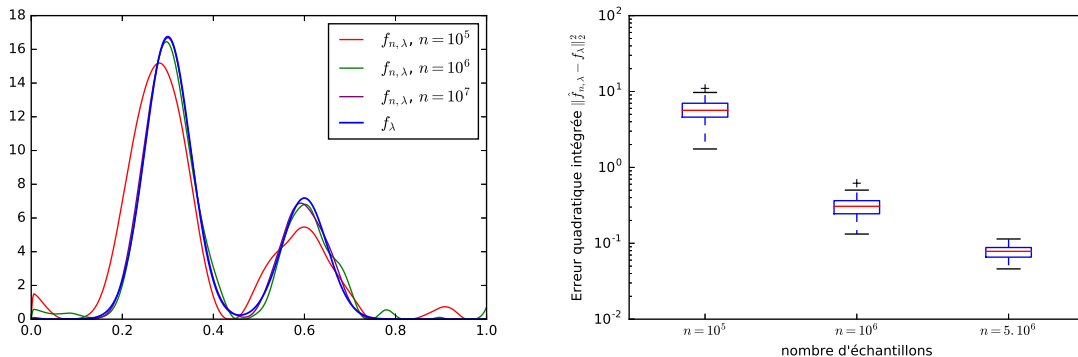 18
16
14
12
10
8
6
4
2
0
0.0 0.2 0.4 0.6 0.8 1.0
f_{n,λ}, n = 10^5
f_{n,λ}, n = 10^6
f_{n,λ}, n = 10^7
f_λ
Erreur quadratique intégrée ‖f̂_{n,λ} − f_λ‖_2^2
10^2
10^1
10^0
10^{-1}
10^{-2}
n = 10^5 n = 10^6 n = 5.10^6
nombre d'échantillons